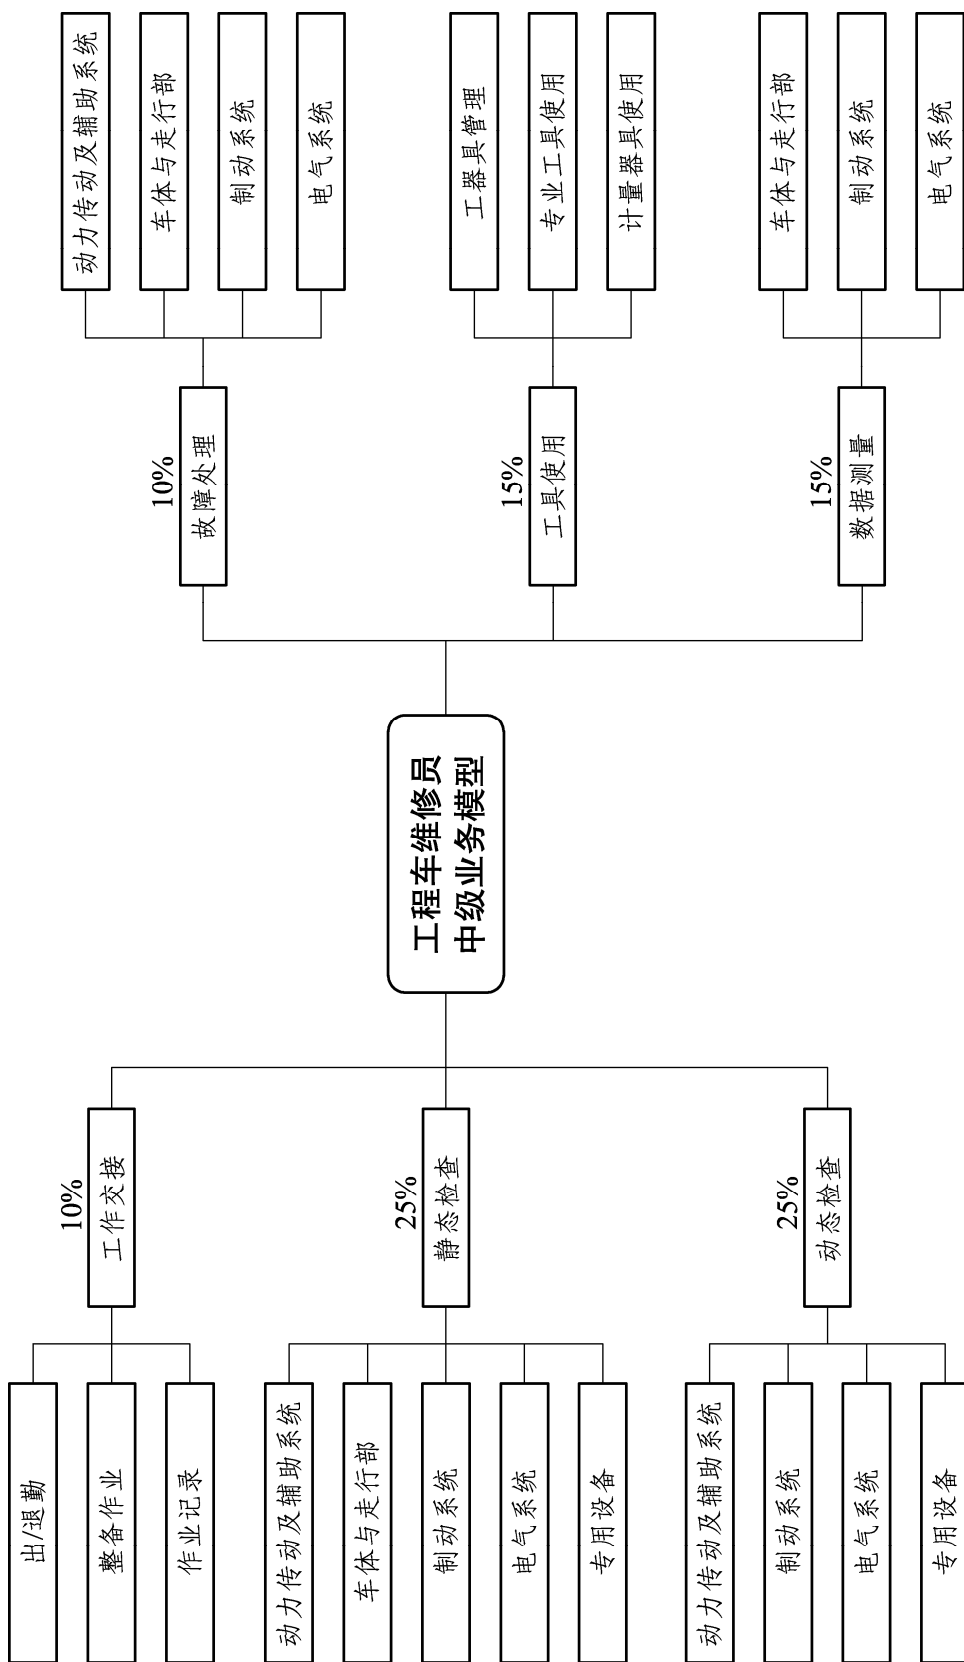 工程车维修员
中级业务模型
10%
工作交接
出/退勤
整备作业
作业记录
25%
静态检查
动力传动及辅助系统
车体与走行部
制动系统
电气系统
专用设备
25%
动态检查
动力传动及辅助系统
制动系统
电气系统
专用设备
10%
故障处理
动力传动及辅助系统
车体与走行部
制动系统
电气系统
15%
工具使用
工器具管理
专业工具使用
计量器具使用
15%
数据测量
车体与走行部
制动系统
电气系统